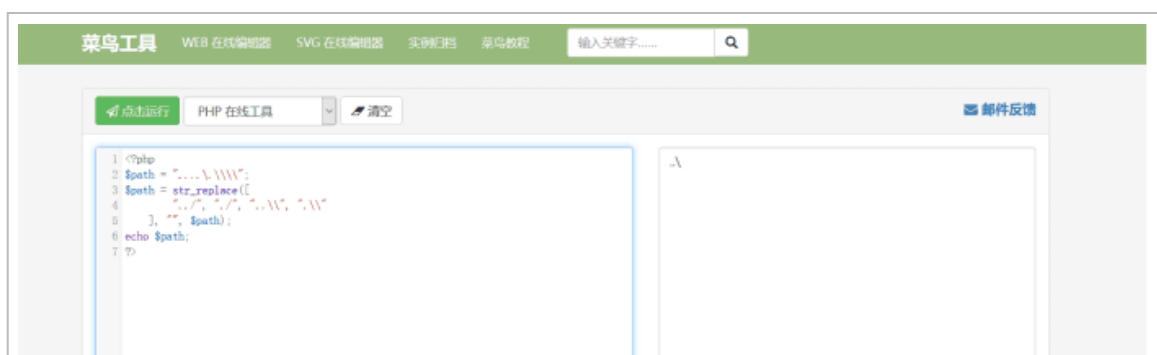 菜鸟工具 WEB 在线编辑器 SVG 在线编辑器 实例归档 菜鸟教程 输入关键字......
点击运行 PHP 在线工具 清空 邮件反馈
1 <?php
2 $path = "....\.\\\\";
3 $path = str_replace([
4 "../", "./", "..\\", ".\\"
5 ], "", $path);
6 echo $path;
7 ?>
..\